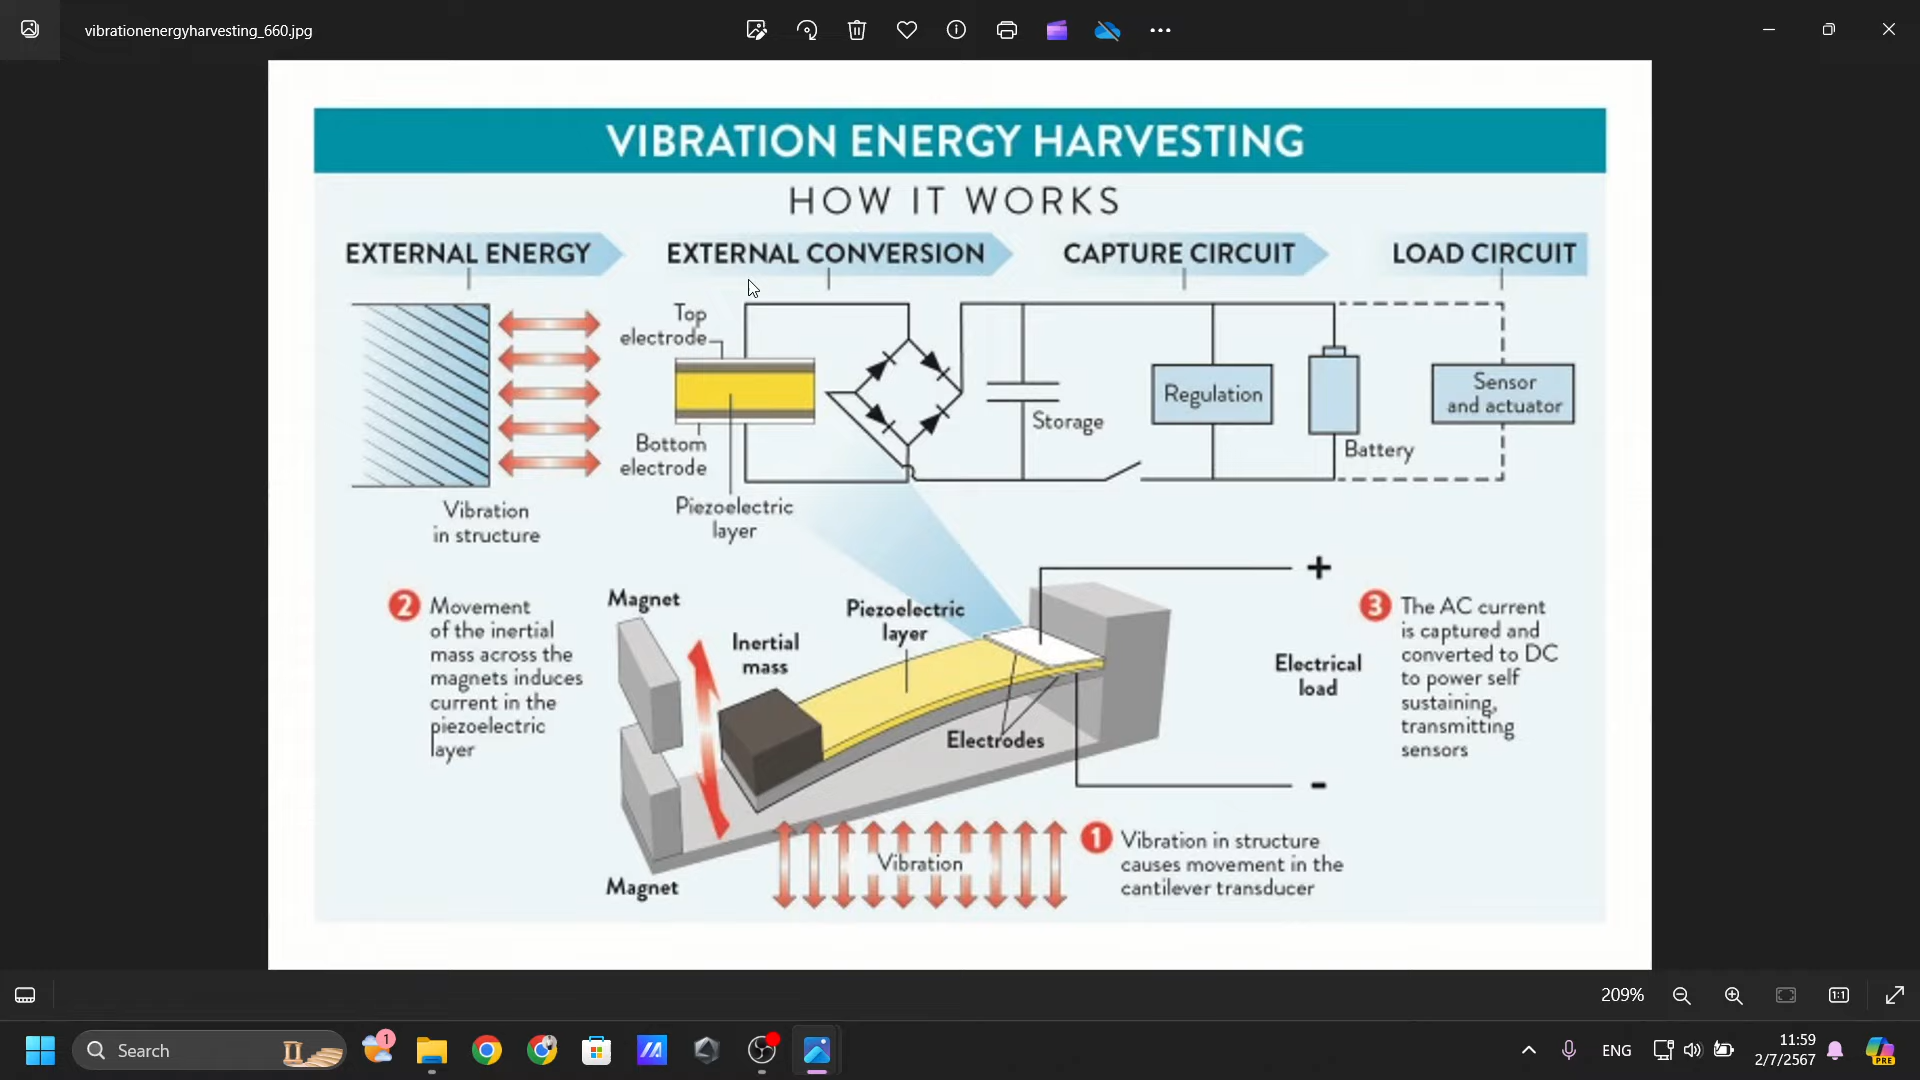 vibrationenergyharvesting_660.jpg
VIBRATION ENERGY HARVESTING
HOW IT WORKS
EXTERNAL ENERGY
EXTERNAL CONVERSION
CAPTURE CIRCUIT
LOAD CIRCUIT
Top
electrode
Bottom
electrode
Piezoelectric
layer
Storage
Regulation
Battery
Sensor
and actuator
Vibration
in structure
2 Movement
of the inertial
mass across the
magnets induces
current in the
piezoelectric
layer
Magnet
Inertial
mass
Piezoelectric
layer
Electrodes
+
Electrical
load
-
3 The AC current
is captured and
converted to DC
to power self
sustaining,
transmitting
sensors
Magnet
Vibration
1 Vibration in structure
causes movement in the
cantilever transducer
209%
1:1
Search
1
ENG
11:59
2/7/2567
PRE